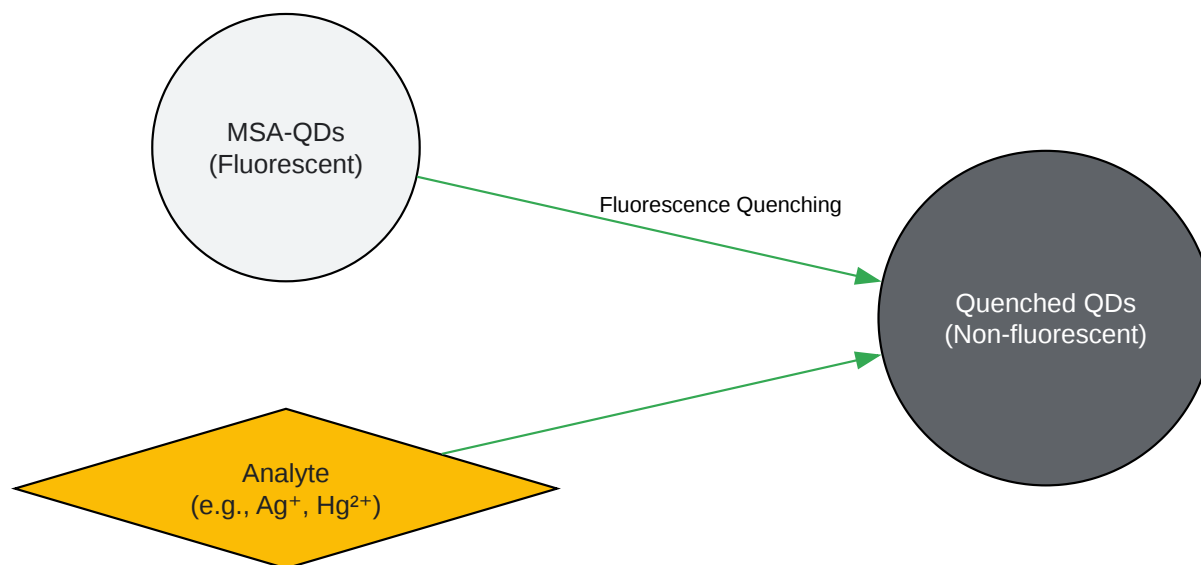 MSA-QDs
(Fluorescent)
Fluorescence Quenching
Quenched QDs
(Non-fluorescent)
Analyte
(e.g., Ag⁺, Hg²⁺)